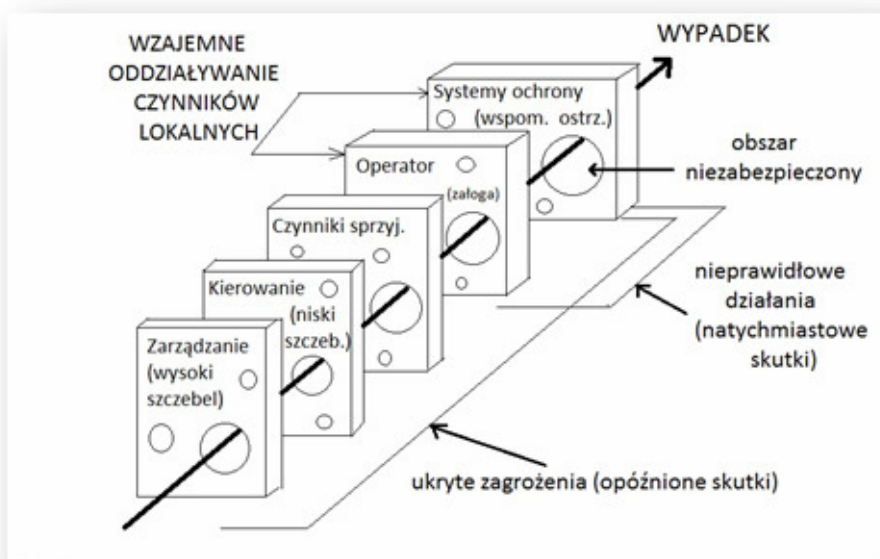 WZAJEMNE
ODDZIAŁYWANIE
CZYNNIKÓW
LOKALNYCH
WYPADEK
Systemy ochrony
(wspom. ostrz.)
obszar
niezabezpieczony
Operator
(załoga)
Czynniki sprzyj.
Kierowanie
(niski
szczeb.)
Zarządzanie
(wysoki
szczebel)
nieprawidłowe
działania
(natychmiastowe
skutki)
ukryte zagrożenia (opóźnione skutki)